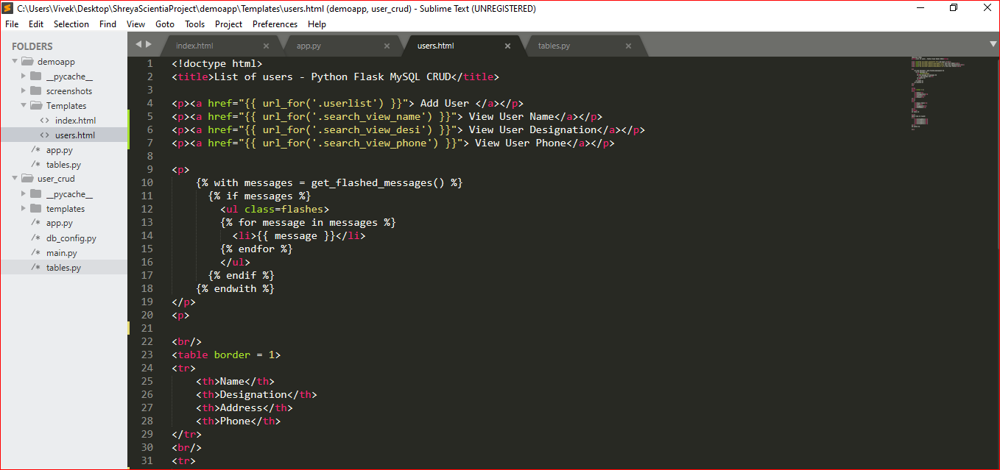 C:\Users\Vivek\Desktop\ShreyaScientiaProject\demoapp\Templates\users.html (demoapp, user_crud) - Sublime Text (UNREGISTERED)
File Edit Selection Find View Goto Tools Project Preferences Help
FOLDERS
demoapp
__pycache__
screenshots
Templates
<> index.html
<> users.html
/* app.py
/* tables.py
user_crud
__pycache__
templates
/* app.py
/* db_config.py
/* main.py
/* tables.py
index.html app.py users.html tables.py
1 <!doctype html>
2 <title>List of users - Python Flask MySQL CRUD</title>
3
4 <p><a href="{{ url_for('.userlist') }}"> Add User </a></p>
5 <p><a href="{{ url_for('.search_view_name') }}"> View User Name</a></p>
6 <p><a href="{{ url_for('.search_view_desi') }}"> View User Designation</a></p>
7 <p><a href="{{ url_for('.search_view_phone') }}"> View User Phone</a></p>
8
9 <p>
10 {% with messages = get_flashed_messages() %}
11 {% if messages %}
12 <ul class=flashes>
13 {% for message in messages %}
14 <li>{{ message }}</li>
15 {% endfor %}
16 </ul>
17 {% endif %}
18 {% endwith %}
19 </p>
20 <p>
21
22 <br/>
23 <table border = 1>
24 <tr>
25 <th>Name</th>
26 <th>Designation</th>
27 <th>Address</th>
28 <th>Phone</th>
29 </tr>
30 <br/>
31 <tr>